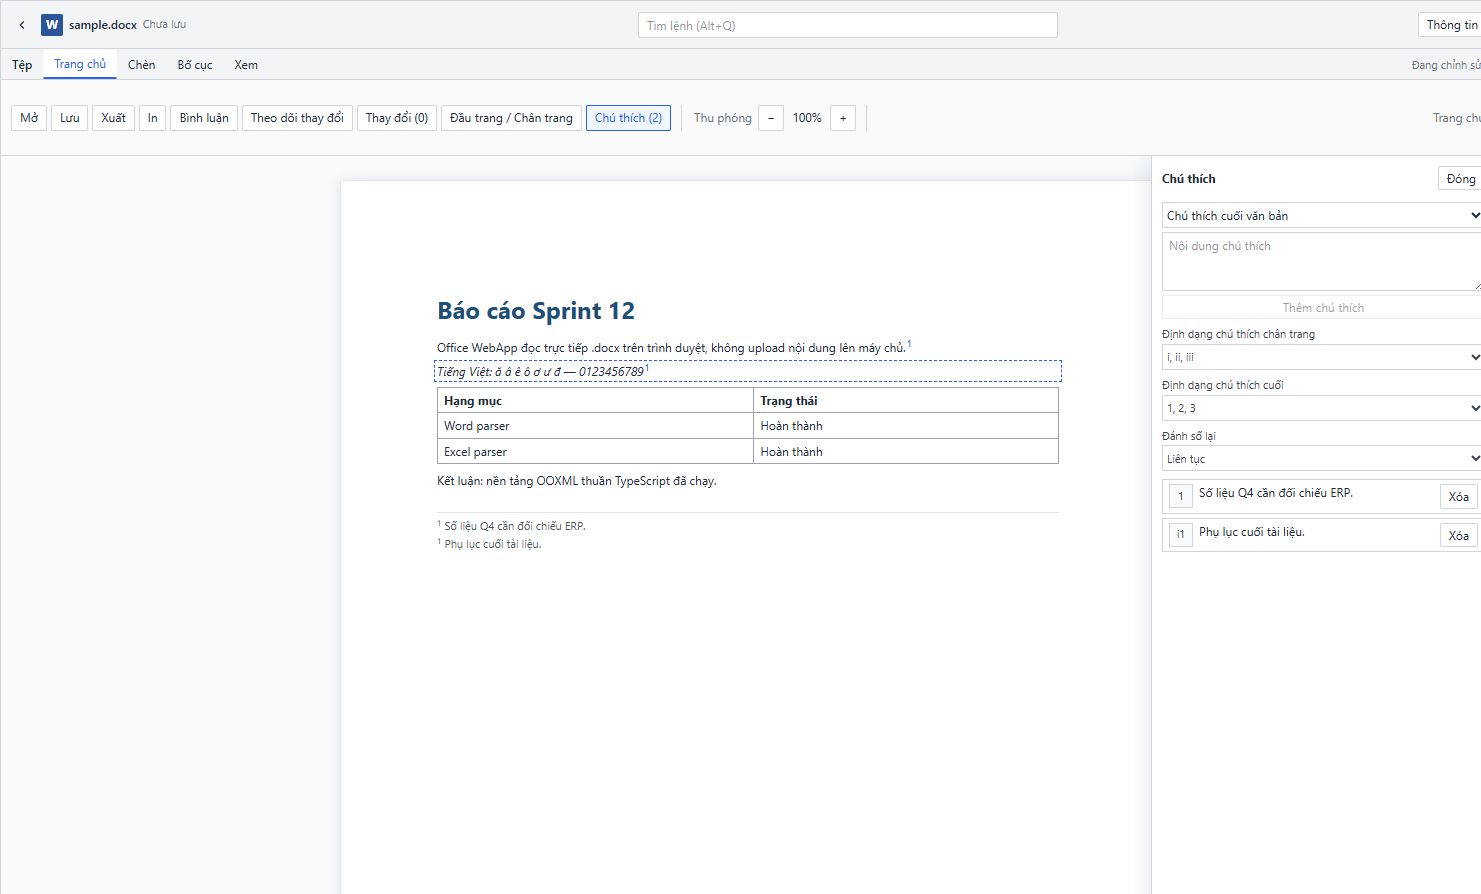 W sample.docx Chưa lưu Tìm lệnh (Alt+Q) Thông tin
Tệp Trang chủ Chèn Bố cục Xem Đang chỉnh sử
Mở Lưu Xuất In Bình luận Theo dõi thay đổi Thay đổi (0) Đầu trang / Chân trang Chú thích (2) Thu phóng − 100% + Trang chủ
Báo cáo Sprint 12
Office WebApp đọc trực tiếp .docx trên trình duyệt, không upload nội dung lên máy chủ.1
Tiếng Việt: ă â ê ô ơ ư đ — 01234567891
Hạng mục Trạng thái
Word parser Hoàn thành
Excel parser Hoàn thành
Kết luận: nền tảng OOXML thuần TypeScript đã chạy.
1 Số liệu Q4 cần đối chiếu ERP.
1 Phụ lục cuối tài liệu.
Chú thích Đóng
Chú thích cuối văn bản
Nội dung chú thích
Thêm chú thích
Định dạng chú thích chân trang
i, ii, iii
Định dạng chú thích cuối
1, 2, 3
Đánh số lại
Liên tục
1 Số liệu Q4 cần đối chiếu ERP. Xóa
i1 Phụ lục cuối tài liệu. Xóa